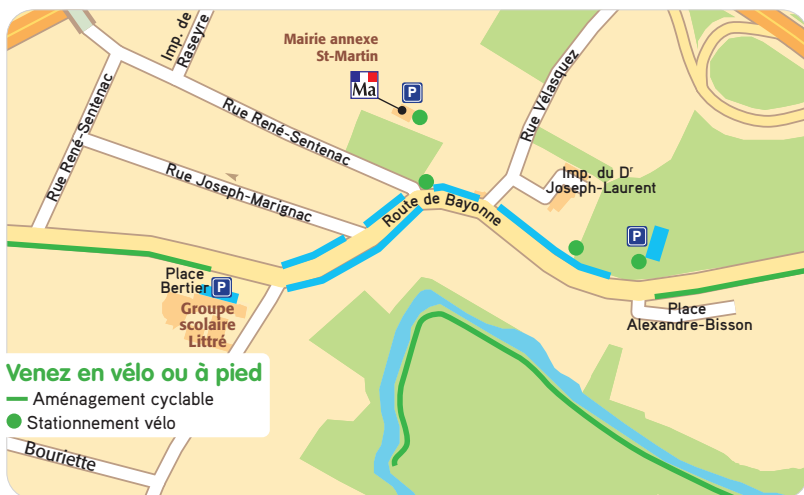 Imp. de
Raseyre
Mairie annexe
St-Martin
Ma
P
Rue Vélasquez
Rue René-Sentenac
Rue René-Sentenac
Rue Joseph-Marignac
Imp. du Dr
Joseph-Laurent
Route de Bayonne
P
Place
Bertier
P
Groupe
scolaire
Littré
Place
Alexandre-Bisson
Venez en vélo ou à pied
Aménagement cyclable
Stationnement vélo
Bouriette